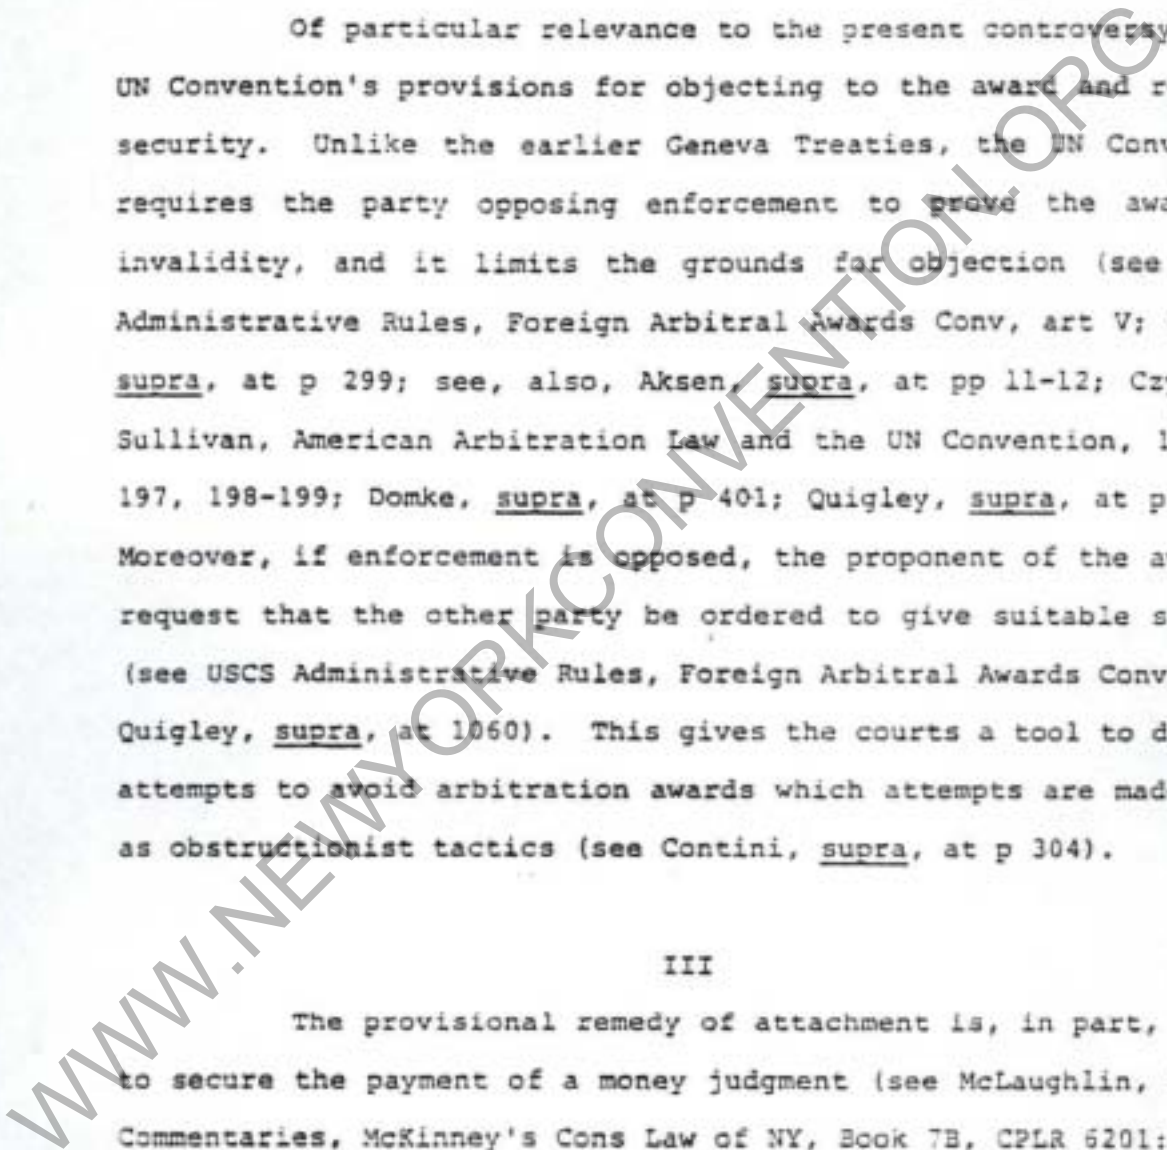 Of particular relevance to the present controversy
UN Convention's provisions for objecting to the award and r
security. Unlike the earlier Geneva Treaties, the UN Conv
requires the party opposing enforcement to prove the awa
invalidity, and it limits the grounds for objection (see
Administrative Rules, Foreign Arbitral Awards Conv, art V;
supra, at p 299; see, also, Aksen, supra, at pp 11-12; Cz
Sullivan, American Arbitration Law and the UN Convention, 1
197, 198-199; Domke, supra, at p 401; Quigley, supra, at p
Moreover, if enforcement is opposed, the proponent of the a
request that the other party be ordered to give suitable s
(see USCS Administrative Rules, Foreign Arbitral Awards Conv
Quigley, supra, at 1060). This gives the courts a tool to d
attempts to avoid arbitration awards which attempts are mad
as obstructionist tactics (see Contini, supra, at p 304).
III
The provisional remedy of attachment is, in part,
to secure the payment of a money judgment (see McLaughlin,
Commentaries, McKinney's Cons Law of NY, Book 7B, CPLR 6201:
WWW.NEWYORKCONVENTION.ORG